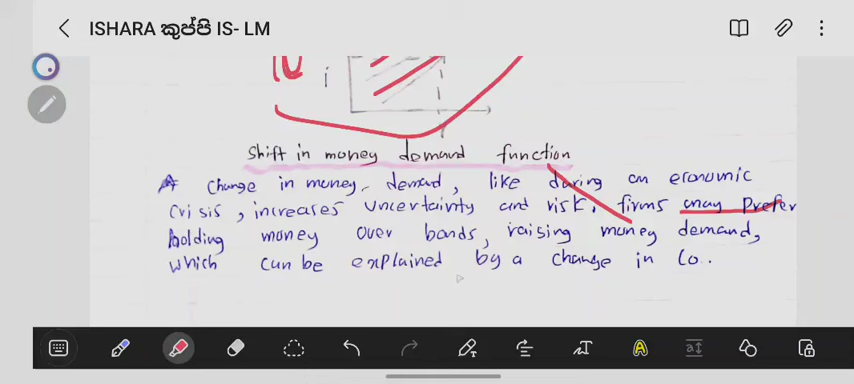 ISHARA කුප්පි IS- LM
i
Shift in money demand function
A change in money demand, like during an economic
crisis, increases uncertainty and risk. firms may prefer
holding money over bonds, raising money demand,
which can be explained by a change in Lo..